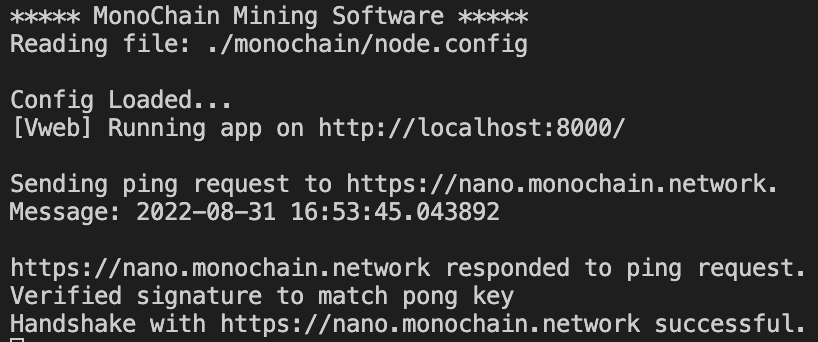 ***** MonoChain Mining Software *****
Reading file: ./monochain/node.config
Config Loaded...
[Vweb] Running app on http://localhost:8000/
Sending ping request to https://nano.monochain.network.
Message: 2022-08-31 16:53:45.043892
https://nano.monochain.network responded to ping request.
Verified signature to match pong key
Handshake with https://nano.monochain.network successful.